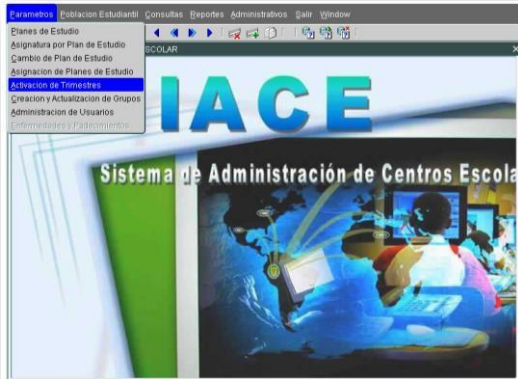 Parametros Poblacion Estudiantil Consultas Reportes Administrativos Salir Window
Planes de Estudio
Asignatura por Plan de Estudio
Cambio de Plan de Estudio
Asignacion de Planes de Estudio
Activacion de Trimestres
Creacion y Actualizacion de Grupos
Administracion de Usuarios
Enfermedades y Padecimientos
ESCOLAR
IACE
Sistema de Administración de Centros Escola